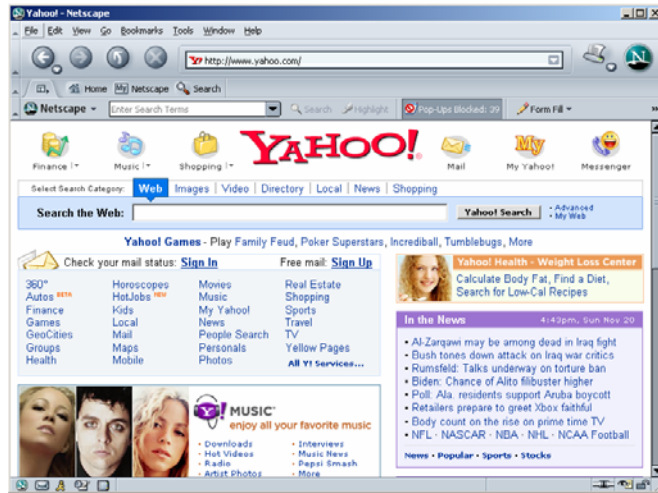 Yahoo! - Netscape
File Edit View Go Bookmarks Tools Window Help
http://www.yahoo.com/
Home My Netscape Search
Netscape Enter Search Terms Search Highlight Pop-Ups Blocked: 39 Form Fill
Finance Music Shopping YAHOO! Mail My Yahoo! Messenger
Select Search Category: Web Images | Video | Directory | Local | News | Shopping
Search the Web: Yahoo! Search • Advanced
• My Web
Yahoo! Games - Play Family Feud, Poker Superstars, Incrediball, Tumblebugs, More
Check your mail status: Sign In Free mail: Sign Up
360° Horoscopes Movies Real Estate
Autos BETA HotJobs NEW Music Shopping
Finance Kids My Yahoo! Sports
Games Local News Travel
GeoCities Mail People Search TV
Groups Maps Personals Yellow Pages
Health Mobile Photos All Y! Services...
Y! MUSIC
enjoy all your favorite music
• Downloads • Interviews
• Hot Videos • Music News
• Radio • Pepsi Smash
• Artist Photos • More
Yahoo! Health - Weight Loss Center
Calculate Body Fat, Find a Diet,
Search for Low-Cal Recipes
In the News 4:43pm, Sun Nov 20
• Al-Zarqawi may be among dead in Iraq fight
• Bush tones down attack on Iraq war critics
• Rumsfeld: Talks underway on torture ban
• Biden: Chance of Alito filibuster higher
• Poll: Ala. residents support Aruba boycott
• Retailers prepare to greet Xbox faithful
• Body count on the rise on prime time TV
• NFL · NASCAR · NBA · NHL · NCAA Football
News · Popular · Sports · Stocks